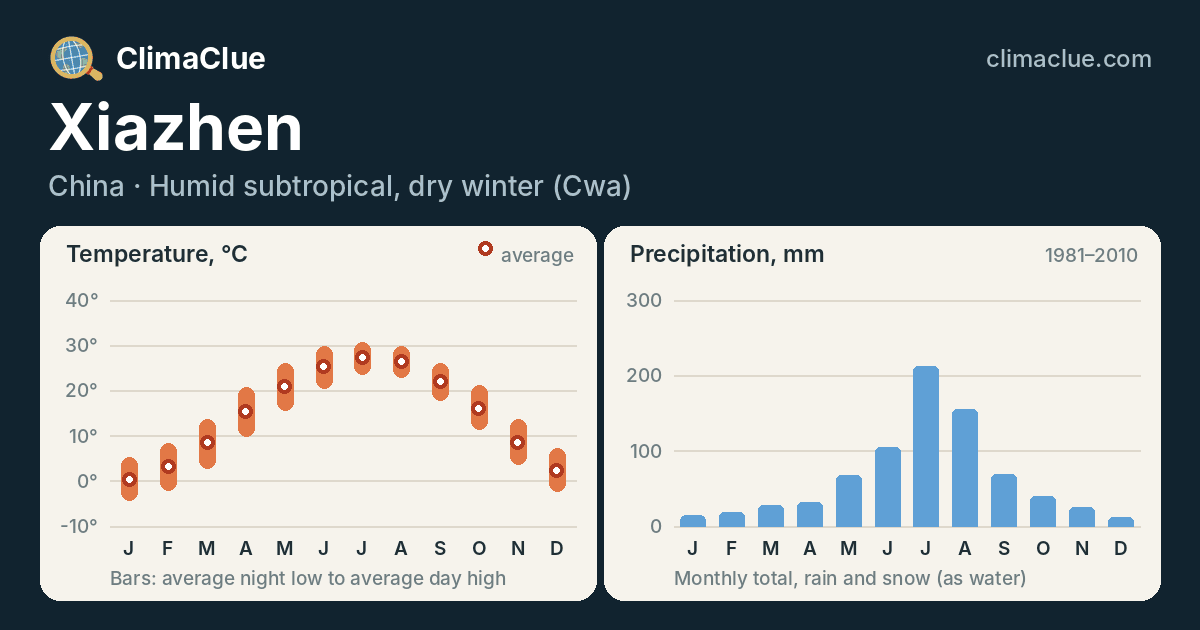 ClimaClue
climaclue.com
Xiazhen
China · Humid subtropical, dry winter (Cwa)
Temperature, °C
average
40°
30°
20°
10°
0°
-10°
J F M A M J J A S O N D
Bars: average night low to average day high
Precipitation, mm
1981–2010
300
200
100
0
J F M A M J J A S O N D
Monthly total, rain and snow (as water)